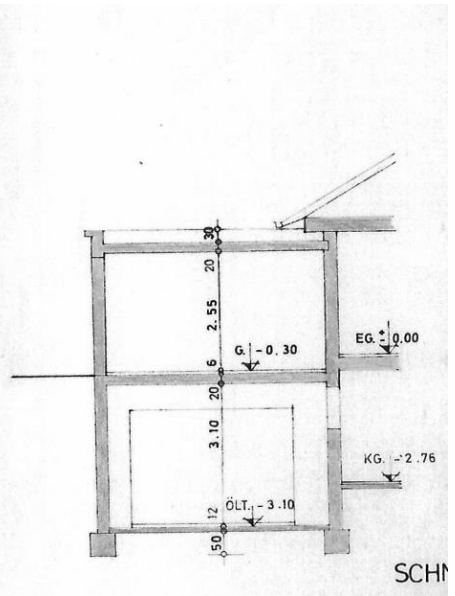 30
20
2.55
EG. ± 0.00
G. - 0.30
6
20
3.10
KG. - 2.76
ÖLT. - 3.10
12
50
SCHN